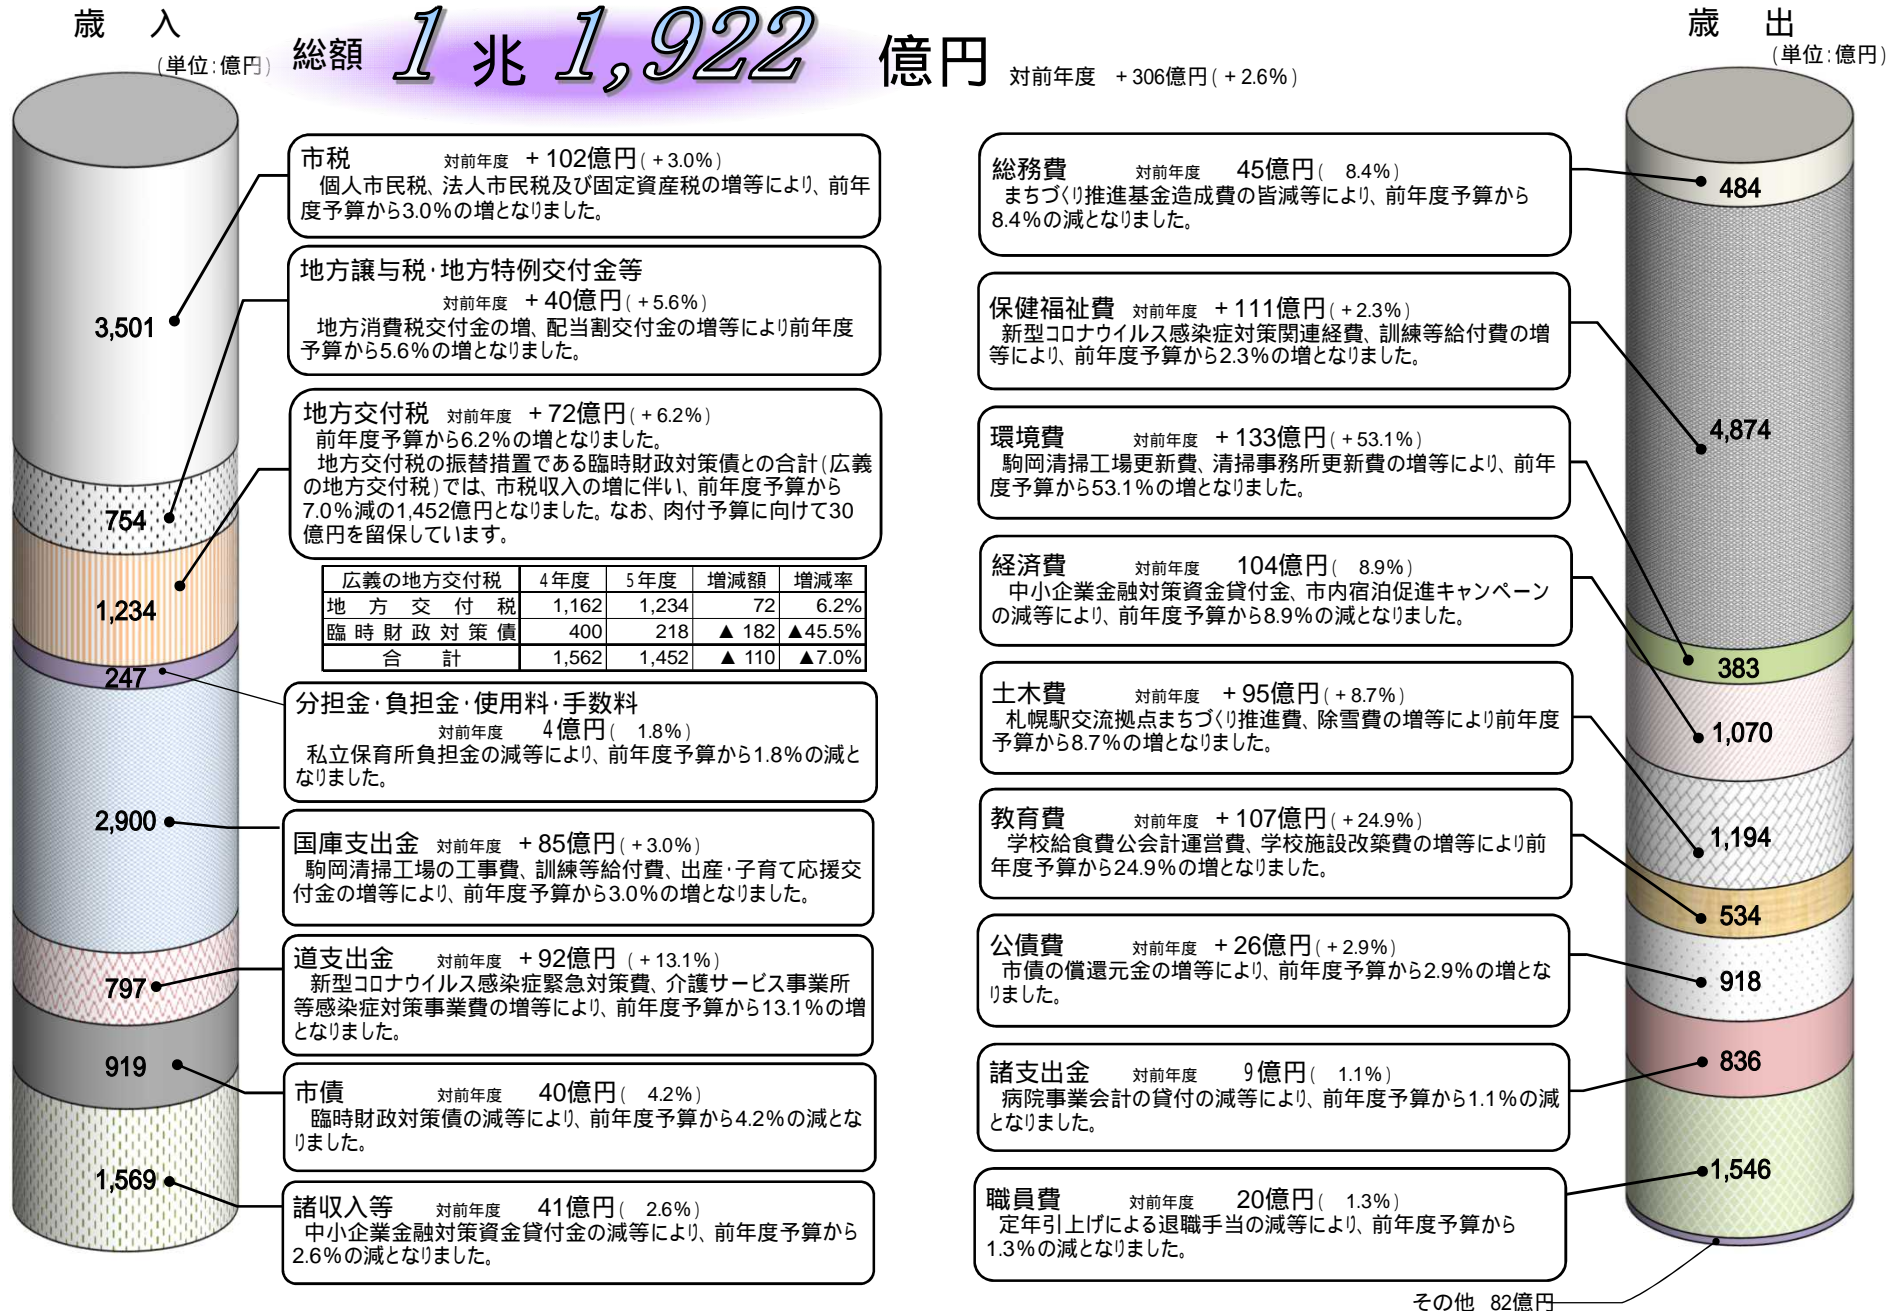 歳 入
(単位:億円)
総額 1 兆 1,922 億円 対前年度 +306億円(+2.6%)
歳 出
(単位:億円)
市税 対前年度 +102億円(+3.0%)
個人市民税、法人市民税及び固定資産税の増等により、前年
度予算から3.0%の増となりました。
地方譲与税・地方特例交付金等
対前年度 +40億円(+5.6%)
地方消費税交付金の増、配当割交付金の増等により前年度
予算から5.6%の増となりました。
地方交付税 対前年度 +72億円(+6.2%)
前年度予算から6.2%の増となりました。
地方交付税の振替措置である臨時財政対策債との合計(広義
の地方交付税)では、市税収入の増に伴い、前年度予算から
7.0%減の1,452億円となりました。なお、肉付予算に向けて30
億円を留保しています。
広義の地方交付税 4年度 5年度 増減額 増減率
地方交付税 1,162 1,234 72 6.2%
臨時財政対策債 400 218 ▲ 182 ▲45.5%
合 計 1,562 1,452 ▲ 110 ▲7.0%
分担金・負担金・使用料・手数料
対前年度 4億円( 1.8%)
私立保育所負担金の減等により、前年度予算から1.8%の減と
なりました。
国庫支出金 対前年度 +85億円(+3.0%)
駒岡清掃工場の工事費、訓練等給付費、出産・子育て応援交
付金の増等により、前年度予算から3.0%の増となりました。
道支出金 対前年度 +92億円(+13.1%)
新型コロナウイルス感染症緊急対策費、介護サービス事業所
等感染症対策事業費の増等により、前年度予算から13.1%の増
となりました。
市債 対前年度 40億円( 4.2%)
臨時財政対策債の減等により、前年度予算から4.2%の減とな
りました。
諸収入等 対前年度 41億円( 2.6%)
中小企業金融対策資金貸付金の減等により、前年度予算から
2.6%の減となりました。
3,501
754
1,234
247
2,900
797
919
1,569
総務費 対前年度 45億円( 8.4%)
まちづくり推進基金造成費の皆減等により、前年度予算から
8.4%の減となりました。
保健福祉費 対前年度 +111億円(+2.3%)
新型コロナウイルス感染症対策関連経費、訓練等給付費の増
等により、前年度予算から2.3%の増となりました。
環境費 対前年度 +133億円(+53.1%)
駒岡清掃工場更新費、清掃事務所更新費の増等により、前年
度予算から53.1%の増となりました。
経済費 対前年度 104億円( 8.9%)
中小企業金融対策資金貸付金、市内宿泊促進キャンペーン
の減等により、前年度予算から8.9%の減となりました。
土木費 対前年度 +95億円(+8.7%)
札幌駅交流拠点まちづくり推進費、除雪費の増等により前年度
予算から8.7%の増となりました。
教育費 対前年度 +107億円(+24.9%)
学校給食費公会計運営費、学校施設改築費の増等により前
年度予算から24.9%の増となりました。
公債費 対前年度 +26億円(+2.9%)
市債の償還元金の増等により、前年度予算から2.9%の増とな
りました。
諸支出金 対前年度 9億円( 1.1%)
病院事業会計の貸付の減等により、前年度予算から1.1%の減
となりました。
職員費 対前年度 20億円( 1.3%)
定年引上げによる退職手当の減等により、前年度予算から
1.3%の減となりました。
484
4,874
383
1,070
1,194
534
918
836
1,546
その他 82億円